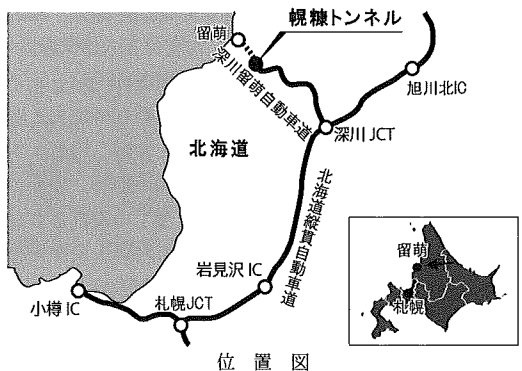 幌糠トンネル
留萌
深川留萌自動車道
旭川北IC
深川JCT
北海道
北海道縦貫自動車道
岩見沢IC
小樽IC
札幌JCT
留萌
札幌
位置図